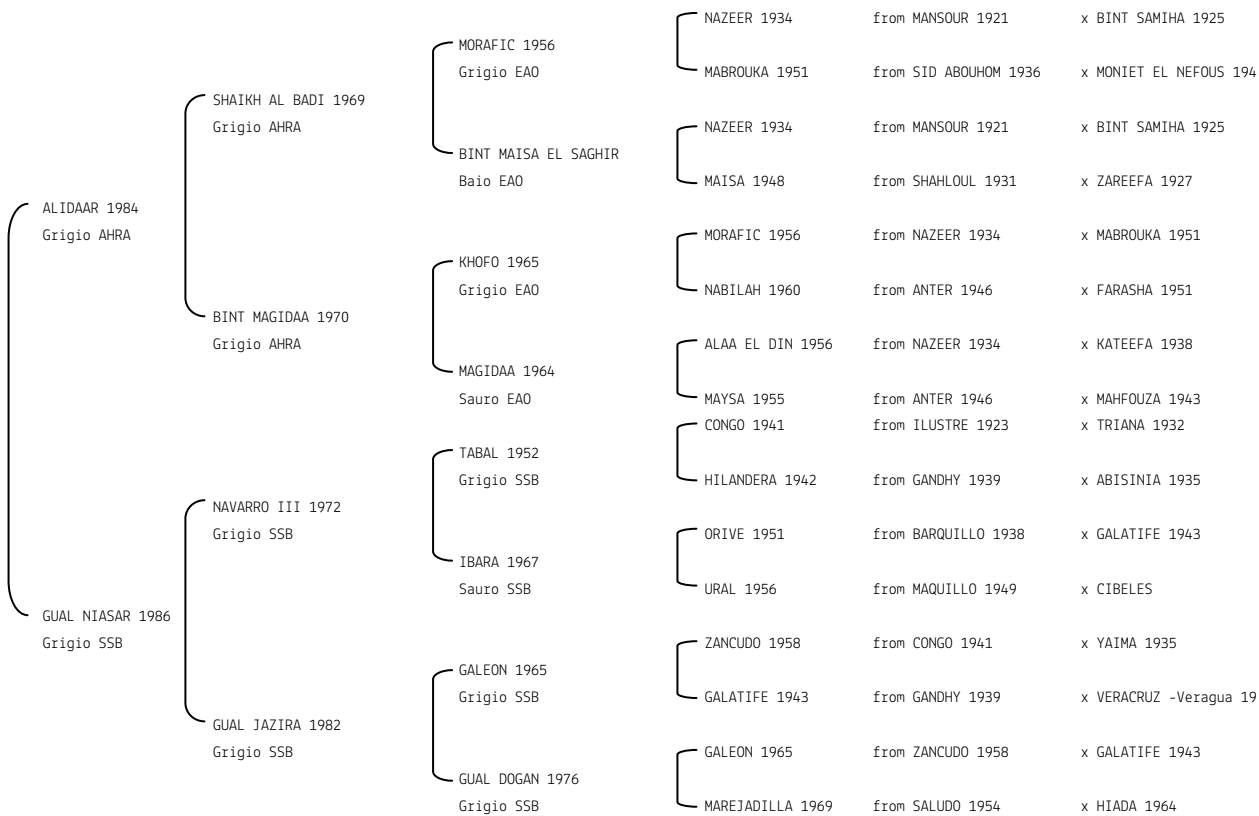 NAZEER 1934 from MANSOUR 1921 x BINT SAMIHA 1925
MORAFIC 1956
Grigio EAO MABROUKA 1951 from SID ABOUHOM 1936 x MONIET EL NEFOUS 194
SHAIKH AL BADI 1969
Grigio AHRA NAZEER 1934 from MANSOUR 1921 x BINT SAMIHA 1925
BINT MAISA EL SAGHIR
Baio EAO MAISA 1948 from SHAHLOUL 1931 x ZAREEFA 1927
ALIDAAR 1984
Grigio AHRA MORAFIC 1956 from NAZEER 1934 x MABROUKA 1951
KHOFO 1965
Grigio EAO NABILAH 1960 from ANTER 1946 x FARASHA 1951
BINT MAGIDAA 1970
Grigio AHRA ALAA EL DIN 1956 from NAZEER 1934 x KATEEFA 1938
MAGIDAA 1964
Sauro EAO MAYSA 1955 from ANTER 1946 x MAHFOUZA 1943
CONGO 1941 from ILUSTRE 1923 x TRIANA 1932
TABAL 1952
Grigio SSB HILANDERA 1942 from GANDHY 1939 x ABISINIA 1935
NAVARRO III 1972
Grigio SSB ORIVE 1951 from BARQUILLO 1938 x GALATIFE 1943
IBARA 1967
Sauro SSB URAL 1956 from MAQUILLO 1949 x CIBELES
GUAL NIASAR 1986
Grigio SSB ZANCUDO 1958 from CONGO 1941 x YAIMA 1935
GALEON 1965
Grigio SSB GALATIFE 1943 from GANDHY 1939 x VERACRUZ -Veragua 19
GUAL JAZIRA 1982
Grigio SSB GALEON 1965 from ZANCUDO 1958 x GALATIFE 1943
GUAL DOGAN 1976
Grigio SSB MAREJADILLA 1969 from SALUDO 1954 x HIADA 1964